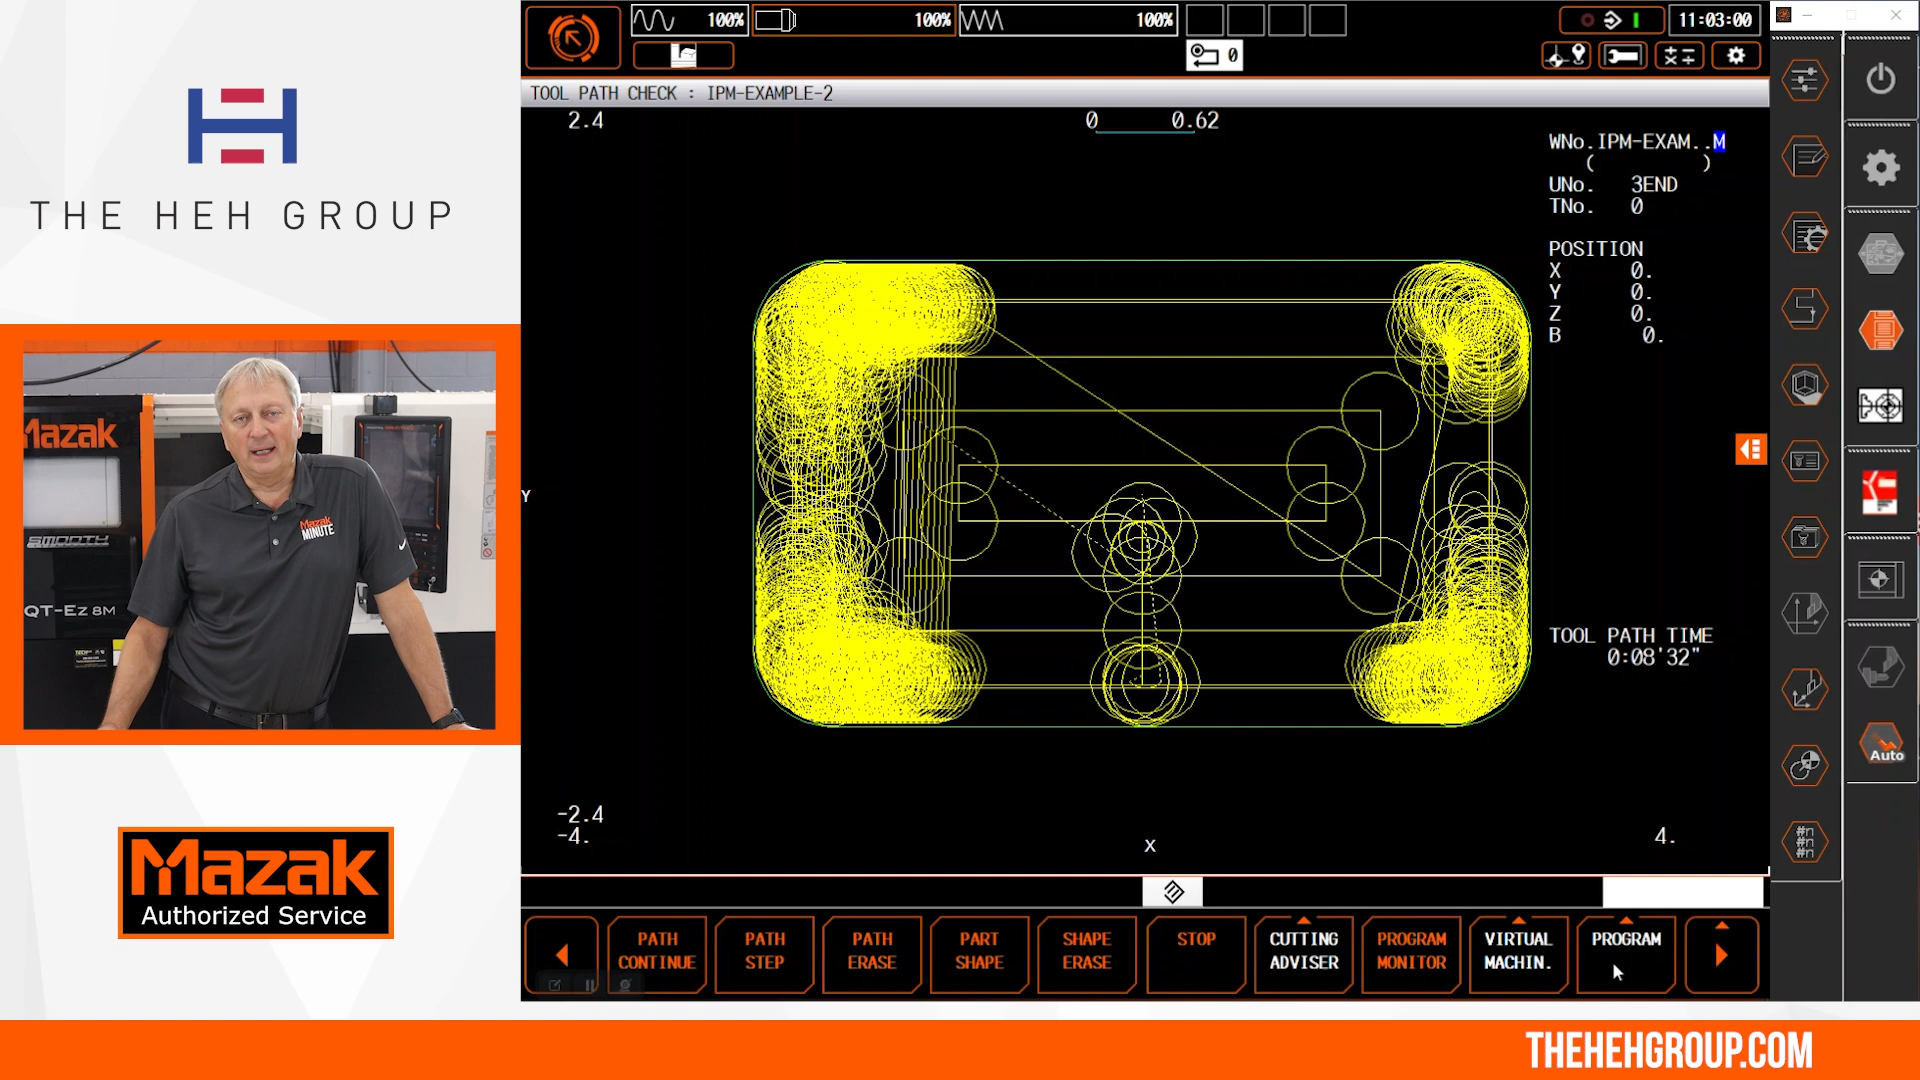 THE HEH GROUP
Mazak
SMOOTH
QT-Ez 8M
Mazak
MINUTE
Mazak
Authorized Service
100%
100%
100%
11:03:00
0
TOOL PATH CHECK : IPM-EXAMPLE-2
2.4
0
0.62
WNo.IPM-EXAM..M
( )
UNo. 3END
TNo. 0
POSITION
X 0.
Y 0.
Z 0.
B 0.
Y
TOOL PATH TIME
0:08'32"
-2.4
-4.
X
4.
PATH CONTINUE
PATH STEP
PATH ERASE
PART SHAPE
SHAPE ERASE
STOP
CUTTING ADVISER
PROGRAM MONITOR
VIRTUAL MACHIN.
PROGRAM
Auto
#n
#n #n
#n #n
THEHEHGROUP.COM